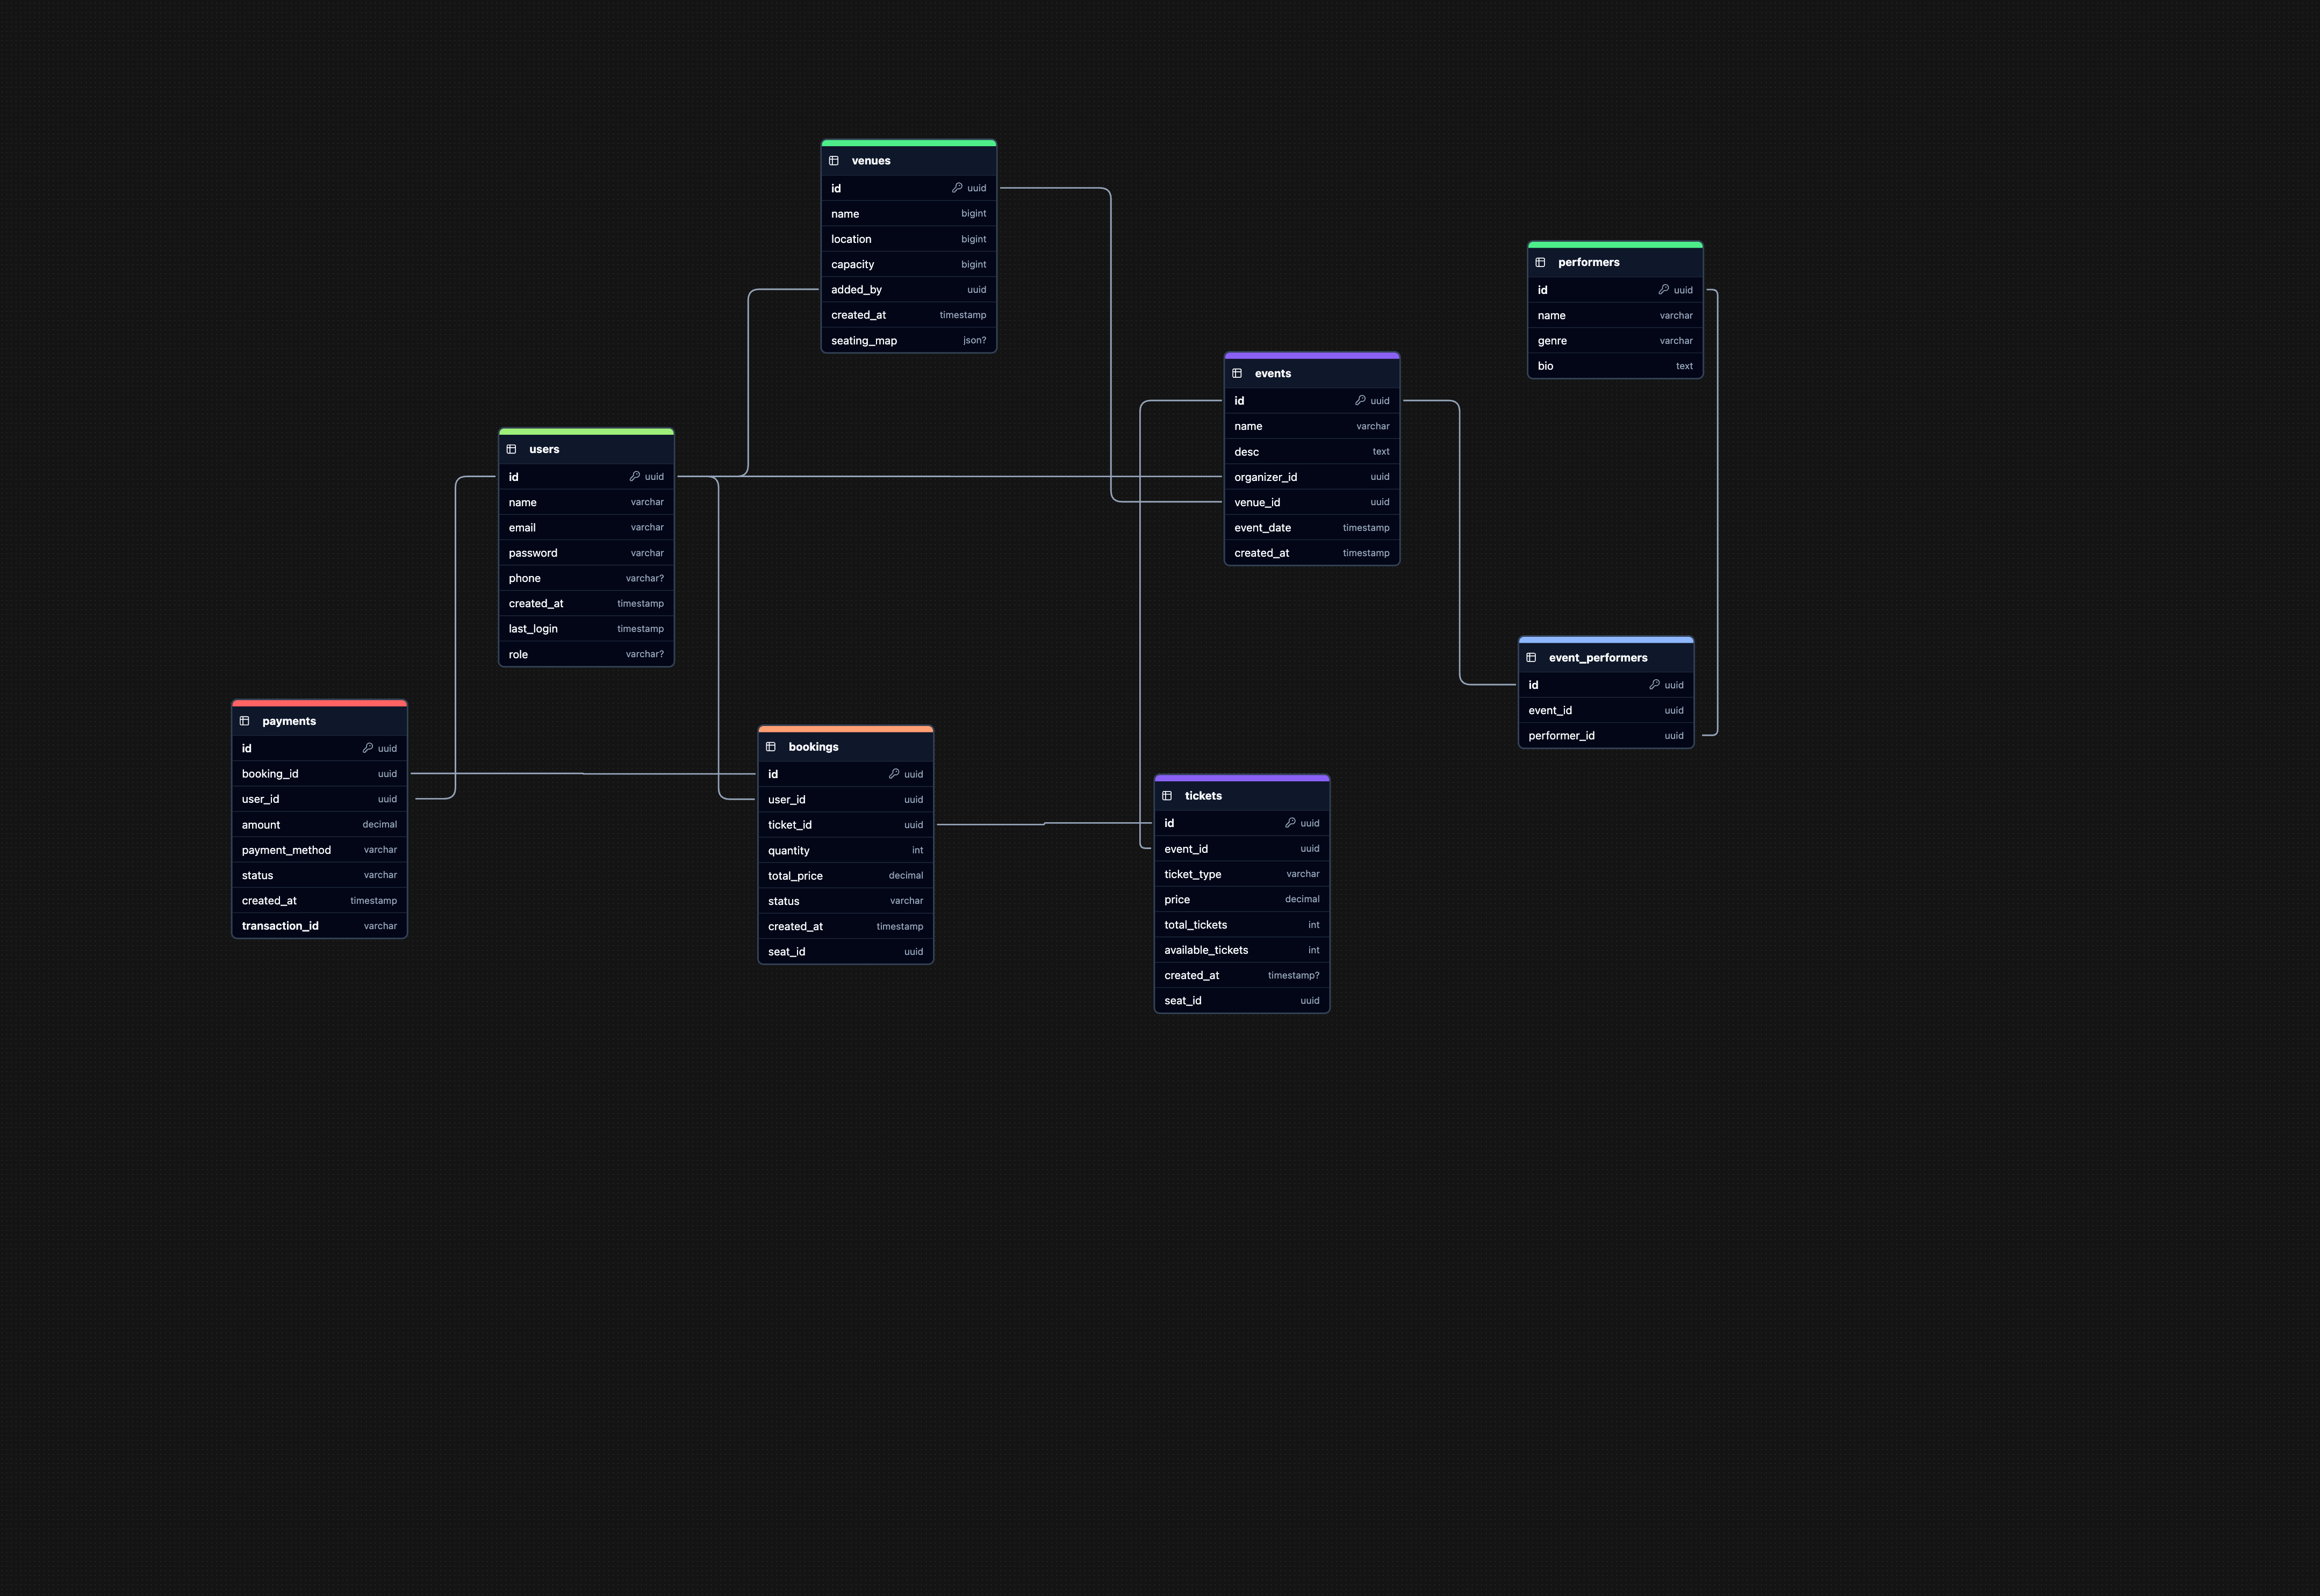 venues
id uuid
name bigint
location bigint
capacity bigint
added_by uuid
created_at timestamp
seating_map json?
performers
id uuid
name varchar
genre varchar
bio text
events
id uuid
name varchar
desc text
organizer_id uuid
venue_id uuid
event_date timestamp
created_at timestamp
users
id uuid
name varchar
email varchar
password varchar
phone varchar?
created_at timestamp
last_login timestamp
role varchar?
event_performers
id uuid
event_id uuid
performer_id uuid
payments
id uuid
booking_id uuid
user_id uuid
amount decimal
payment_method varchar
status varchar
created_at timestamp
transaction_id varchar
bookings
id uuid
user_id uuid
ticket_id uuid
quantity int
total_price decimal
status varchar
created_at timestamp
seat_id uuid
tickets
id uuid
event_id uuid
ticket_type varchar
price decimal
total_tickets int
available_tickets int
created_at timestamp?
seat_id uuid